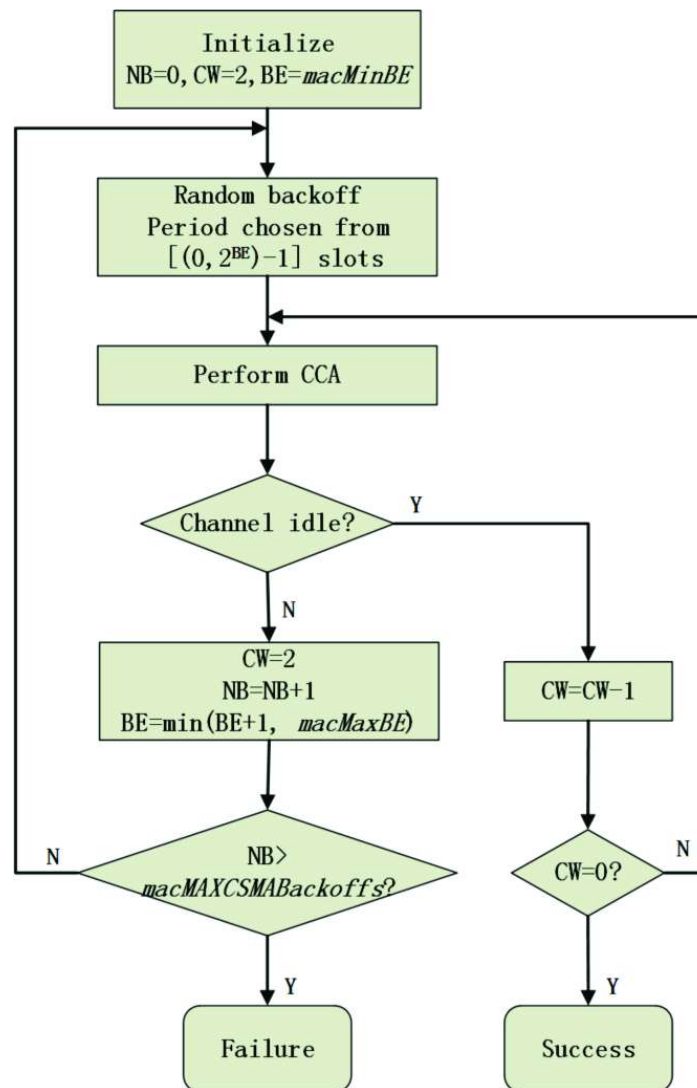 Initialize
NB=0,CW=2,BE=macMinBE
Random backoff
Period chosen from
[(0,2^BE)-1] slots
Perform CCA
Channel idle?
Y
N
CW=2
NB=NB+1
BE=min(BE+1, macMaxBE)
CW=CW-1
NB>
macMAXCSMABackoffs?
N
CW=0?
N
Y
Y
Failure
Success